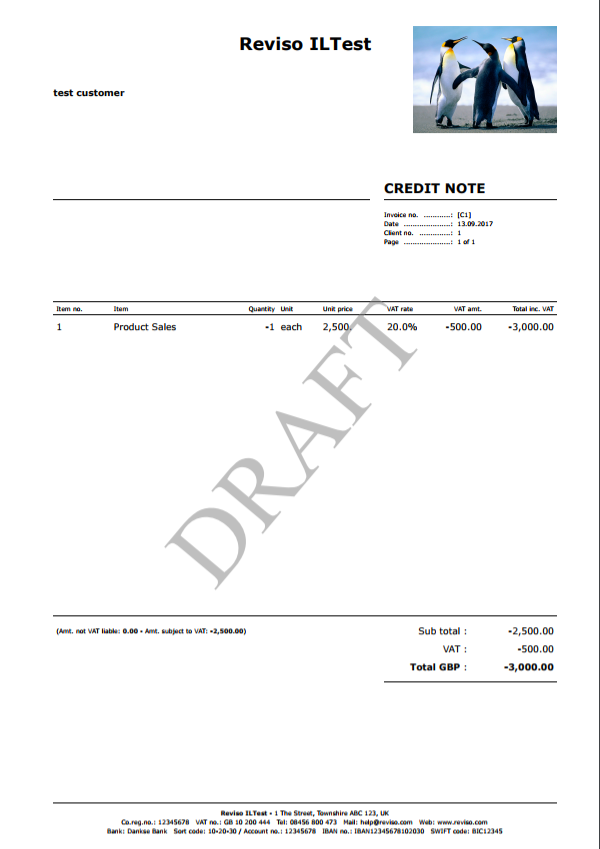 Reviso ILTest
test customer
CREDIT NOTE
Invoice no. ............: [C1]
Date .....................: 13.09.2017
Client no. ..............: 1
Page .....................: 1 of 1
Item no. Item Quantity Unit Unit price VAT rate VAT amt. Total inc. VAT
1 Product Sales -1 each 2,500. 20.0% -500.00 -3,000.00
DRAFT
(Amt. not VAT liable: 0.00 - Amt. subject to VAT: -2,500.00)
Sub total : -2,500.00
VAT : -500.00
Total GBP : -3,000.00
Reviso ILTest • 1 The Street, Townshire ABC 123, UK
Co.reg.no.: 12345678 VAT no.: GB 10 200 444 Tel: 08456 800 473 Mail: help@reviso.com Web: www.reviso.com
Bank: Dankse Bank Sort code: 10•20•30 / Account no.: 12345678 IBAN no.: IBAN12345678102030 SWIFT code: BIC12345